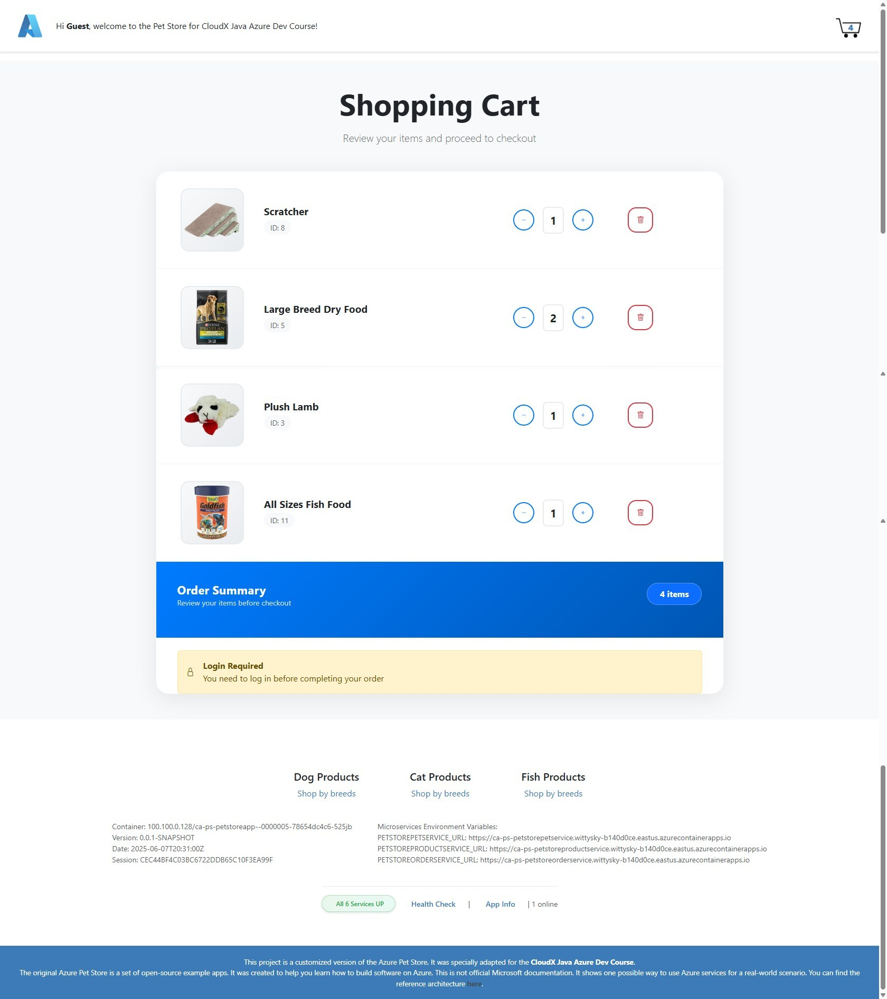 Hi Guest, welcome to the Pet Store for CloudX Java Azure Dev Course!
4
Shopping Cart
Review your items and proceed to checkout
Scratcher
ID: 8
− 1 +
PURINA
PRO PLAN
WEIGHT
MANAGEMENT
34 LB
Large Breed Dry Food
ID: 5
− 2 +
Plush Lamb
ID: 3
− 1 +
Tetra
Goldfish
All Sizes Fish Food
ID: 11
− 1 +
Order Summary
Review your items before checkout
4 items
Login Required
You need to log in before completing your order
Dog Products
Shop by breeds
Cat Products
Shop by breeds
Fish Products
Shop by breeds
Container: 100.100.0.128/ca-ps-petstoreapp--0000005-78654dc4c6-525jb
Version: 0.0.1-SNAPSHOT
Date: 2025-06-07T20:31:00Z
Session: CEC44BF4C03BC6722DDB65C10F3EA99F
Microservices Environment Variables:
PETSTOREPETSERVICE_URL: https://ca-ps-petstorepetservice.wittysky-b140d0ce.eastus.azurecontainerapps.io
PETSTOREPRODUCTSERVICE_URL: https://ca-ps-petstoreproductservice.wittysky-b140d0ce.eastus.azurecontainerapps.io
PETSTOREORDERSERVICE_URL: https://ca-ps-petstoreorderservice.wittysky-b140d0ce.eastus.azurecontainerapps.io
All 6 Services UP Health Check | App Info | 1 online
This project is a customized version of the Azure Pet Store. It was specially adapted for the CloudX Java Azure Dev Course.
The original Azure Pet Store is a set of open-source example apps. It was created to help you learn how to build software on Azure. This is not official Microsoft documentation. It shows one possible way to use Azure services for a real-world scenario. You can find the
reference architecture here.